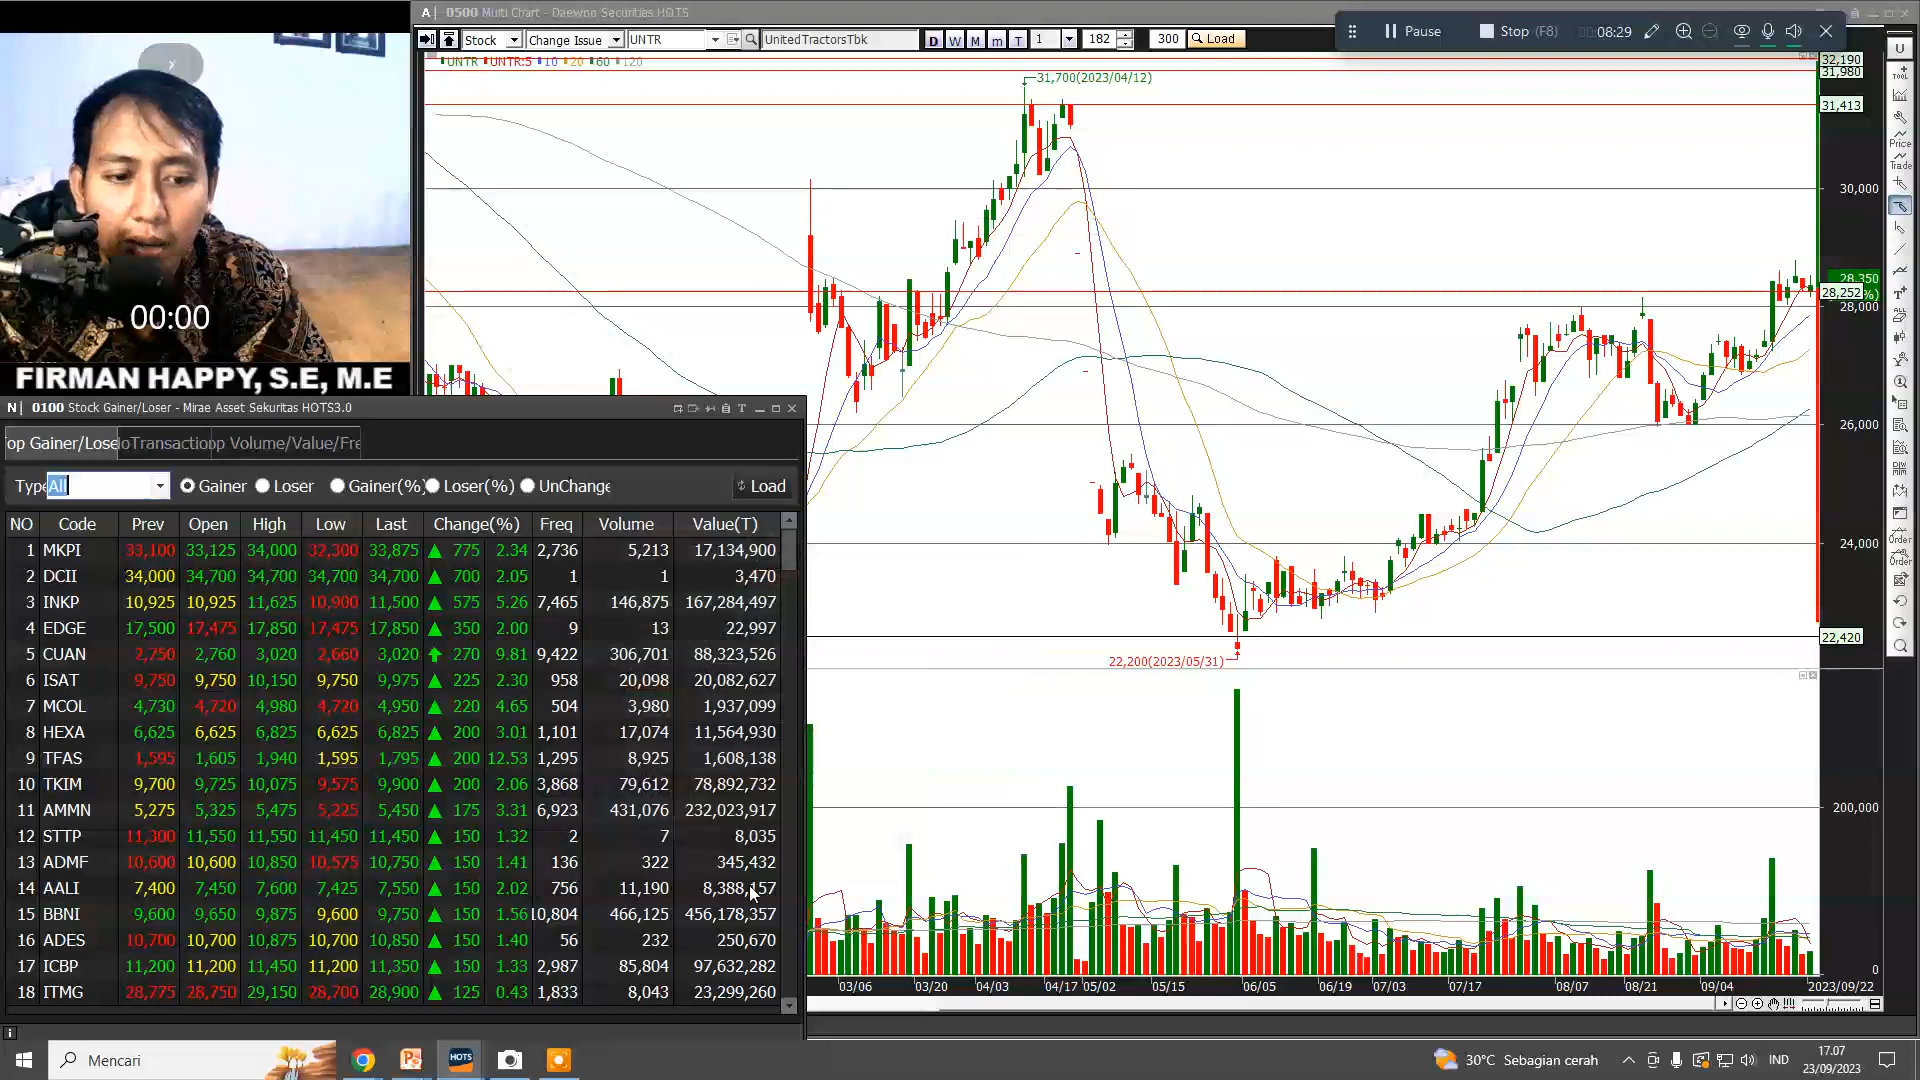 A 0500 Multi Chart - Daewoo Securities HOTS
Stock Change Issue UNTR UnitedTractorsTbk D W M m T 1 182 300 Load
Pause Stop (F8) 00:08:29
UNTR UNTR:5 10 20 60 120
31,700(2023/04/12)
22,200(2023/05/31)
32,190
31,980
31,413
30,000
28,350
28,252
28,000
26,000
24,000
22,420
200,000
0
03/06 03/20 04/03 04/17 05/02 05/15 06/05 06/19 07/03 07/17 08/07 08/21 09/04 2023/09/22
U
TOOL
Price
Trade
Order
Order
00:00
FIRMAN HAPPY, S.E, M.E
N 0100 Stock Gainer/Loser - Mirae Asset Sekuritas HOTS3.0
op Gainer/Lose oTransactio op Volume/Value/Fre
Type All Gainer Loser Gainer(%) Loser(%) UnChange Load
NO Code Prev Open High Low Last Change(%) Freq Volume Value(T)
1 MKPI 33,100 33,125 34,000 32,300 33,875 ▲ 775 2.34 2,736 5,213 17,134,900
2 DCII 34,000 34,700 34,700 34,700 34,700 ▲ 700 2.05 1 1 3,470
3 INKP 10,925 10,925 11,625 10,900 11,500 ▲ 575 5.26 7,465 146,875 167,284,497
4 EDGE 17,500 17,475 17,850 17,475 17,850 ▲ 350 2.00 9 13 22,997
5 CUAN 2,750 2,760 3,020 2,660 3,020 ⬆ 270 9.81 9,422 306,701 88,323,526
6 ISAT 9,750 9,750 10,150 9,750 9,975 ▲ 225 2.30 958 20,098 20,082,627
7 MCOL 4,730 4,720 4,980 4,720 4,950 ▲ 220 4.65 504 3,980 1,937,099
8 HEXA 6,625 6,625 6,825 6,625 6,825 ▲ 200 3.01 1,101 17,074 11,564,930
9 TFAS 1,595 1,605 1,940 1,595 1,795 ▲ 200 12.53 1,295 8,925 1,608,138
10 TKIM 9,700 9,725 10,075 9,575 9,900 ▲ 200 2.06 3,868 79,612 78,892,732
11 AMMN 5,275 5,325 5,475 5,225 5,450 ▲ 175 3.31 6,923 431,076 232,023,917
12 STTP 11,300 11,550 11,550 11,450 11,450 ▲ 150 1.32 2 7 8,035
13 ADMF 10,600 10,600 10,850 10,575 10,750 ▲ 150 1.41 136 322 345,432
14 AALI 7,400 7,450 7,600 7,425 7,550 ▲ 150 2.02 756 11,190 8,388,157
15 BBNI 9,600 9,650 9,875 9,600 9,750 ▲ 150 1.56 10,804 466,125 456,178,357
16 ADES 10,700 10,700 10,875 10,700 10,850 ▲ 150 1.40 56 232 250,670
17 ICBP 11,200 11,200 11,450 11,200 11,350 ▲ 150 1.33 2,987 85,804 97,632,282
18 ITMG 28,775 28,750 29,150 28,700 28,900 ▲ 125 0.43 1,833 8,043 23,299,260
Mencari HOTS 30°C Sebagian cerah IND 17.07
23/09/2023